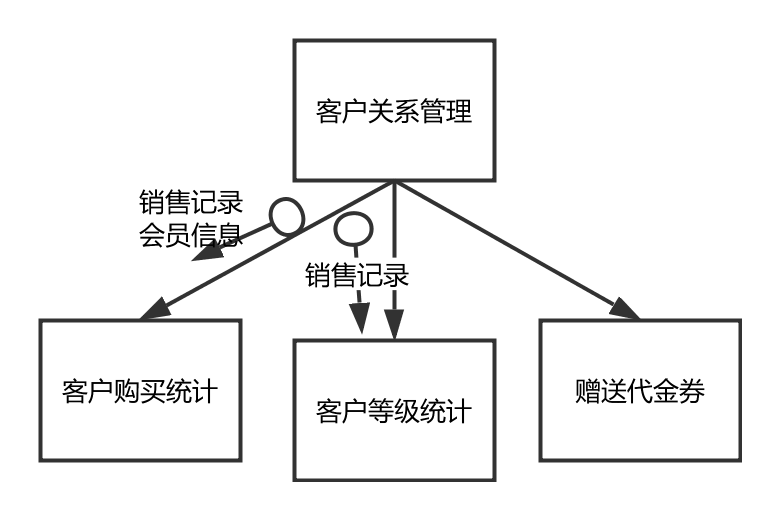 客户关系管理
销售记录
会员信息
销售记录
客户购买统计
客户等级统计
赠送代金券